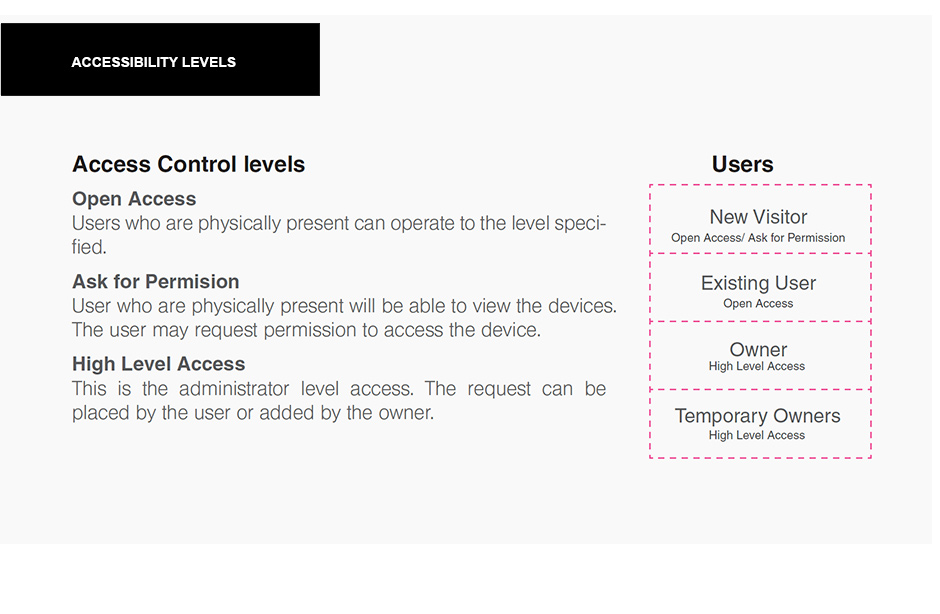 ACCESSIBILITY LEVELS
Access Control levels
Open Access
Users who are physically present can operate to the level speci-
fied.
Ask for Permision
User who are physically present will be able to view the devices.
The user may request permission to access the device.
High Level Access
This is the administrator level access. The request can be
placed by the user or added by the owner.
Users
New Visitor
Open Access/ Ask for Permission
Existing User
Open Access
Owner
High Level Access
Temporary Owners
High Level Access